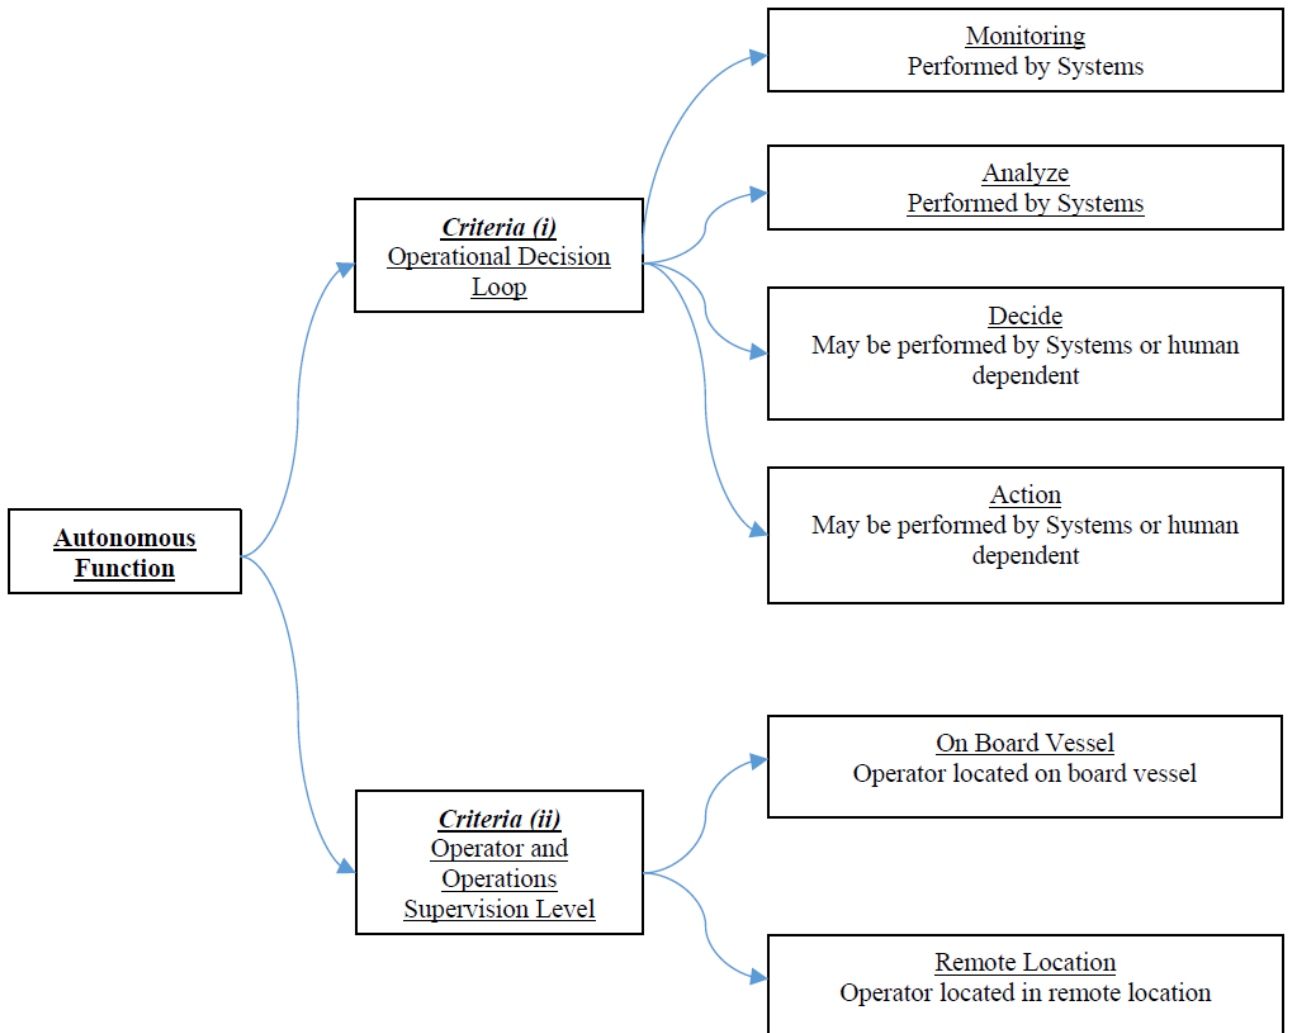 Monitoring
Performed by Systems
Analyze
Performed by Systems
Criteria (i)
Operational Decision
Loop
Decide
May be performed by Systems or human
dependent
Action
May be performed by Systems or human
dependent
Autonomous
Function
On Board Vessel
Operator located on board vessel
Criteria (ii)
Operator and
Operations
Supervision Level
Remote Location
Operator located in remote location